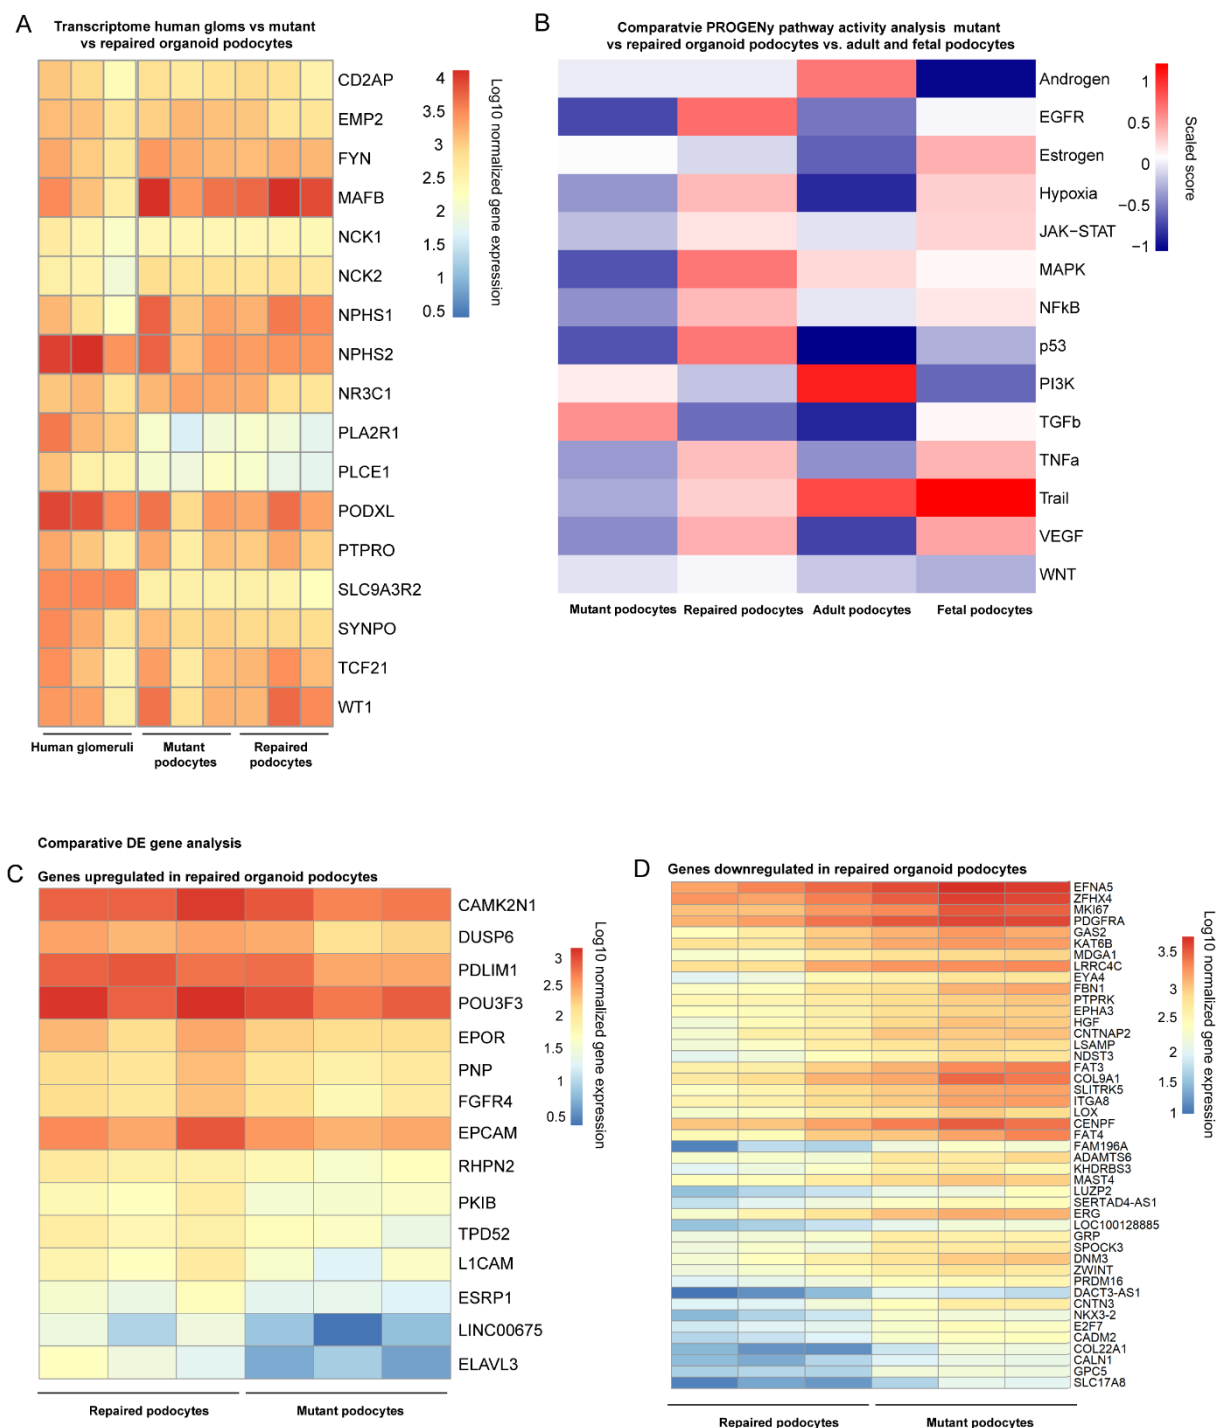 A
Transcriptome human gloms vs mutant
vs repaired organoid podocytes
CD2AP
EMP2
FYN
MAFB
NCK1
NCK2
NPHS1
NPHS2
NR3C1
PLA2R1
PLCE1
PODXL
PTPRO
SLC9A3R2
SYNPO
TCF21
WT1
4
3.5
3
2.5
2
1.5
1
0.5
Log10 normalized gene expression
Human glomeruli
Mutant
podocytes
Repaired
podocytes
B
Comparatvie PROGENy pathway activity analysis mutant
vs repaired organoid podocytes vs. adult and fetal podocytes
Androgen
EGFR
Estrogen
Hypoxia
JAK−STAT
MAPK
NFkB
p53
PI3K
TGFb
TNFa
Trail
VEGF
WNT
1
0.5
0
−0.5
−1
Scaled score
Mutant podocytes
Repaired podocytes
Adult podocytes
Fetal podocytes
Comparative DE gene analysis
C
Genes upregulated in repaired organoid podocytes
CAMK2N1
DUSP6
PDLIM1
POU3F3
EPOR
PNP
FGFR4
EPCAM
RHPN2
PKIB
TPD52
L1CAM
ESRP1
LINC00675
ELAVL3
3
2.5
2
1.5
1
0.5
Log10 normalized gene expression
Repaired podocytes
Mutant podocytes
D
Genes downregulated in repaired organoid podocytes
EFNA5
ZFHX4
MKI67
PDGFRA
GAS2
KAT6B
MDGA1
LRRC4C
EYA4
FBN1
PTPRK
EPHA3
HGF
CNTNAP2
LSAMP
NDST3
FAT3
COL9A1
SLITRK5
ITGA8
LOX
CENPF
FAT4
FAM196A
ADAMTS6
KHDRBS3
MAST4
LUZP2
SERTAD4-AS1
ERG
LOC100128885
GRP
SPOCK3
DNM3
ZWINT
PRDM16
DACT3-AS1
CNTN3
NKX3-2
E2F7
CADM2
COL22A1
CALN1
GPC5
SLC17A8
3.5
3
2.5
2
1.5
1
Log10 normalized gene expression
Repaired podocytes
Mutant podocytes